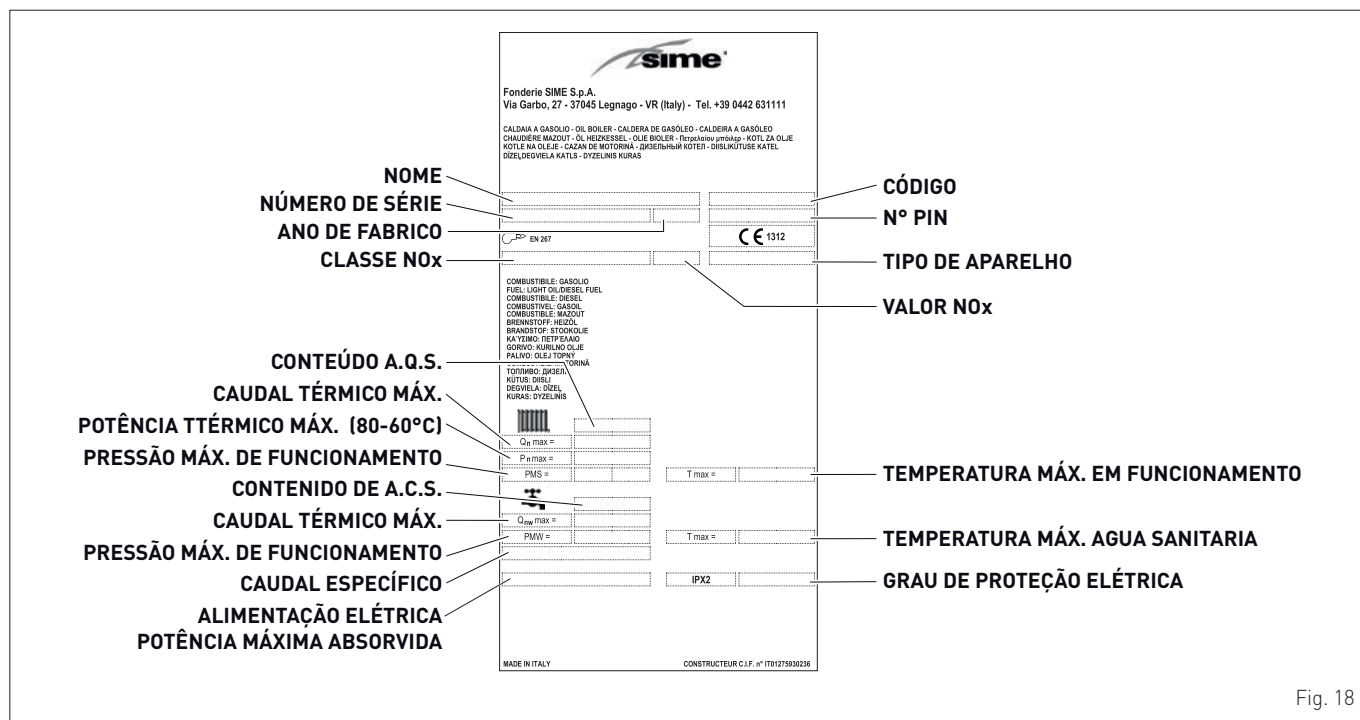 sime
Fonderie SIME S.p.A.
Via Garbo, 27 - 37045 Legnago - VR (Italy) - Tel. +39 0442 631111
CALDAIA A GASOLIO - OIL BOILER - CALDERA DE GASÓLEO - CALDEIRA A GASÓLEO
CHAUDIÈRE MAZOUT - ÖL HEIZKESSEL - OLIE BIOLER - Πετρελαίου μπόιλερ - KOTL ZA OLJE
KOTLE NA OLEJE - CAZAN DE MOTORINĂ - ДИЗЕЛЬНЫЙ КОТЕЛ - DIISLIKÜTUSE KATEL
DĪZEĻDEGVIELA KATLS - DYZELINIS KURAS
NOME
CÓDIGO
NÚMERO DE SÉRIE
N° PIN
ANO DE FABRICO
EN 267
CE 1312
CLASSE NOx
TIPO DE APARELHO
VALOR NOx
COMBUSTIBILE: GASOLIO
FUEL: LIGHT OIL/DIESEL FUEL
COMBUSTIBILE: DIESEL
COMBUSTIVEL: GASOIL
COMBUSTIBLE: MAZOUT
BRENNSTOFF: HEIZÖL
BRANDSTOF: STOOKOLIE
ΚΑΎΣΙΜΟ: ΠΕΤΡΈΛΑΙΟ
GORIVO: KURILNO OLJE
PALIVO: OLEJ TOPNÝ
ТОПЛИВО: ДИЗЕЛ
KÜTUS: DIISLI
DEGVIELA: DĪZEĻ
KURAS: DYZELINIS
CONTEÚDO A.Q.S.
CAUDAL TÉRMICO MÁX.
Qn max =
POTÊNCIA TTÉRMICO MÁX. (80-60°C)
Pn max =
PRESSÃO MÁX. DE FUNCIONAMENTO
PMS =
T max =
TEMPERATURA MÁX. EM FUNCIONAMENTO
CONTENIDO DE A.C.S.
CAUDAL TÉRMICO MÁX.
Qnw max =
PRESSÃO MÁX. DE FUNCIONAMENTO
PMW =
T max =
TEMPERATURA MÁX. AGUA SANITARIA
CAUDAL ESPECÍFICO
IPX2
GRAU DE PROTEÇÃO ELÉTRICA
ALIMENTAÇÃO ELÉTRICA
POTÊNCIA MÁXIMA ABSORVIDA
MADE IN ITALY
CONSTRUCTEUR C.I.F. n° IT01275930236
Fig. 18